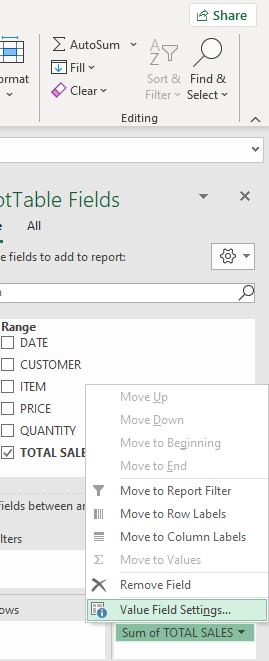 Share
AutoSum
ormat
Fill
Clear
Sort &
Filter
Find &
Select
Editing
otTable Fields
e
All
e fields to add to report:
Range
DATE
CUSTOMER
ITEM
PRICE
QUANTITY
TOTAL SALE
Move Up
Move Down
Move to Beginning
Move to End
Move to Report Filter
Move to Row Labels
Move to Column Labels
Move to Values
Remove Field
Value Field Settings...
fields between ar
ilters
ows
Sum of TOTAL SALES